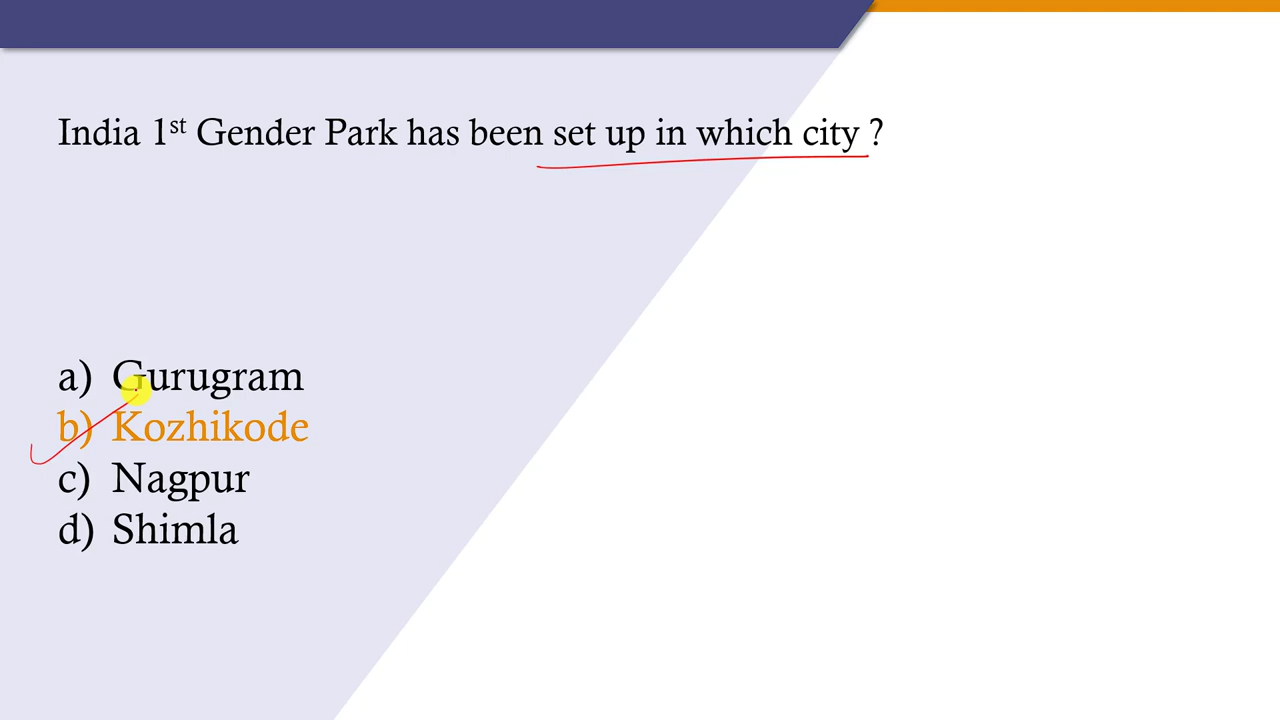 India 1st Gender Park has been set up in which city ?
a) Gurugram
b) Kozhikode
c) Nagpur
d) Shimla